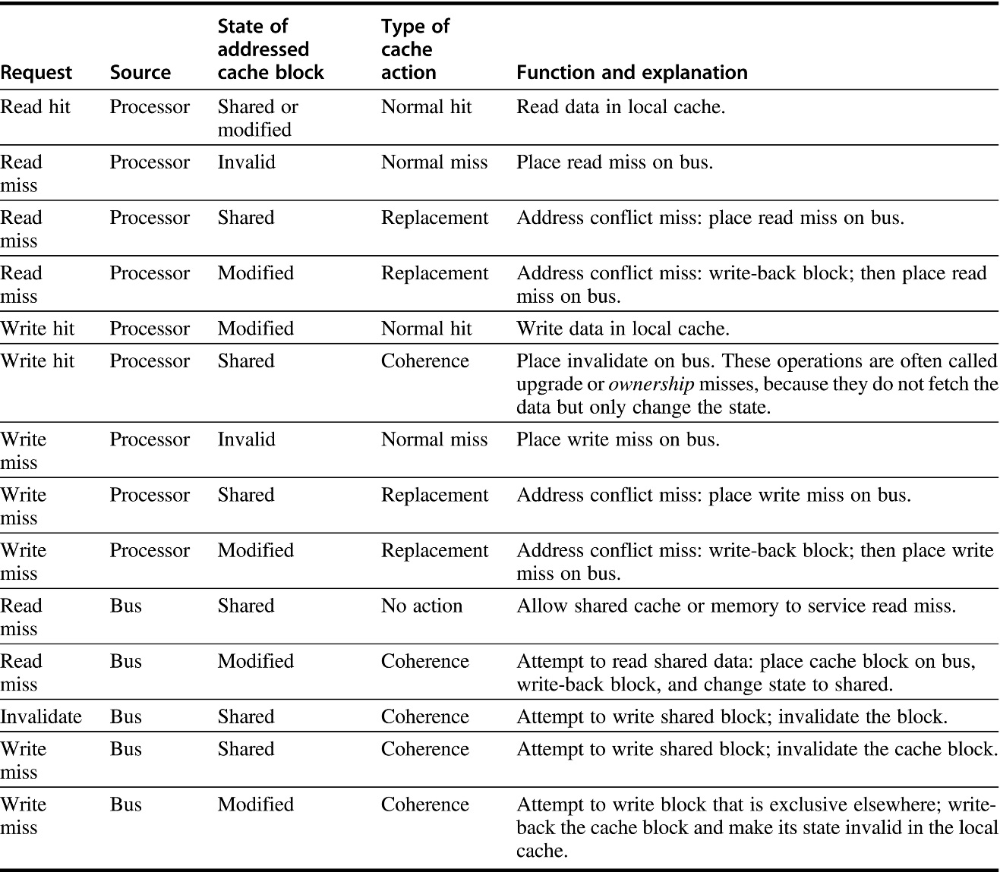 Request Source State of addressed cache block Type of cache action Function and explanation
Read hit Processor Shared or modified Normal hit Read data in local cache.
Read miss Processor Invalid Normal miss Place read miss on bus.
Read miss Processor Shared Replacement Address conflict miss: place read miss on bus.
Read miss Processor Modified Replacement Address conflict miss: write-back block; then place read miss on bus.
Write hit Processor Modified Normal hit Write data in local cache.
Write hit Processor Shared Coherence Place invalidate on bus. These operations are often called upgrade or ownership misses, because they do not fetch the data but only change the state.
Write miss Processor Invalid Normal miss Place write miss on bus.
Write miss Processor Shared Replacement Address conflict miss: place write miss on bus.
Write miss Processor Modified Replacement Address conflict miss: write-back block; then place write miss on bus.
Read miss Bus Shared No action Allow shared cache or memory to service read miss.
Read miss Bus Modified Coherence Attempt to read shared data: place cache block on bus, write-back block, and change state to shared.
Invalidate Bus Shared Coherence Attempt to write shared block; invalidate the block.
Write miss Bus Shared Coherence Attempt to write shared block; invalidate the cache block.
Write miss Bus Modified Coherence Attempt to write block that is exclusive elsewhere; write-back the cache block and make its state invalid in the local cache.